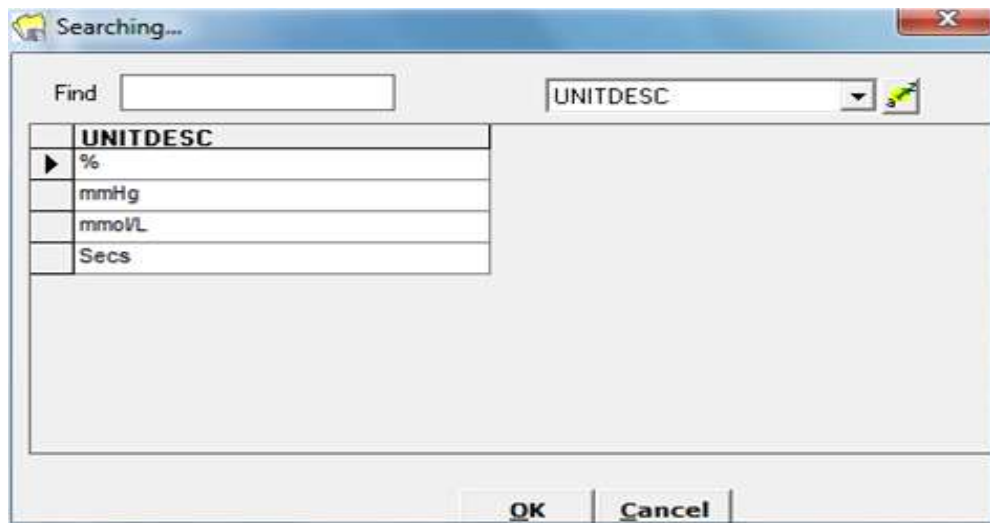 Searching...
Find UNITDESC
UNITDESC
%
mmHg
mmol/L
Secs
OK Cancel